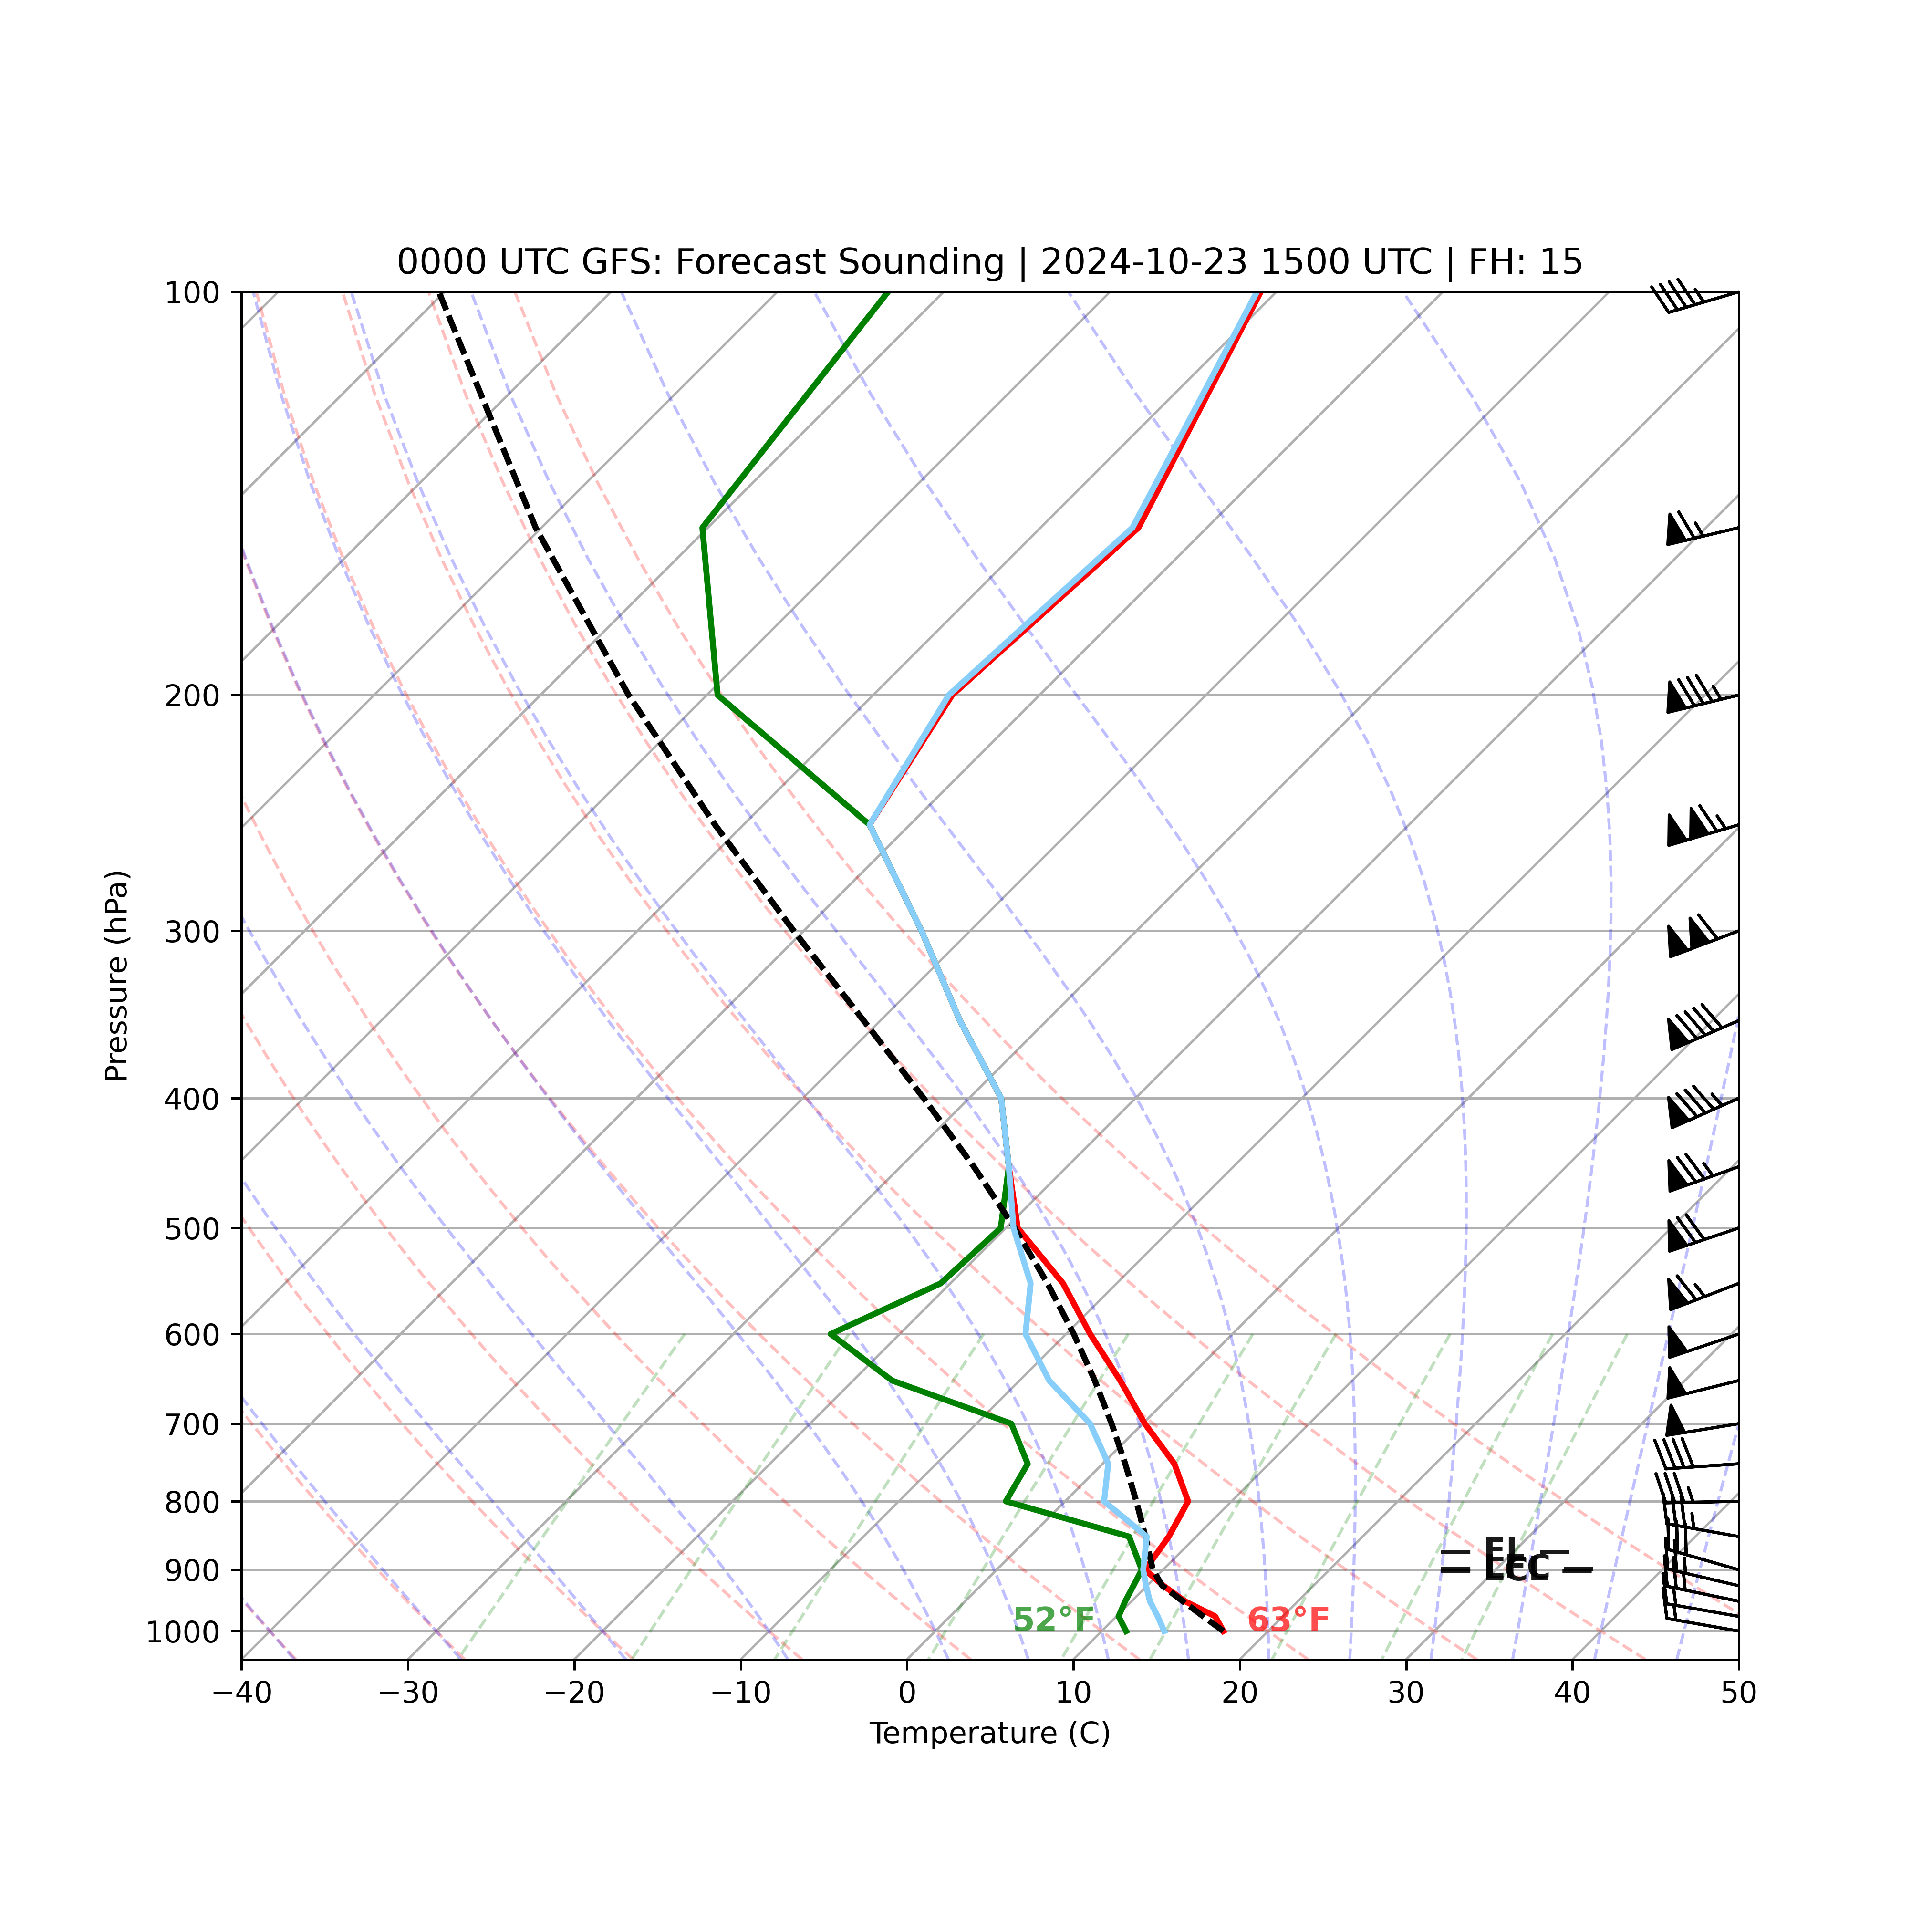 0000 UTC GFS: Forecast Sounding | 2024-10-23 1500 UTC | FH: 15
100
200
300
400
500
600
700
800
900
1000
Pressure (hPa)
— EL —
52°F
63°F
−40 −30 −20 −10 0 10 20 30 40 50
Temperature (C)